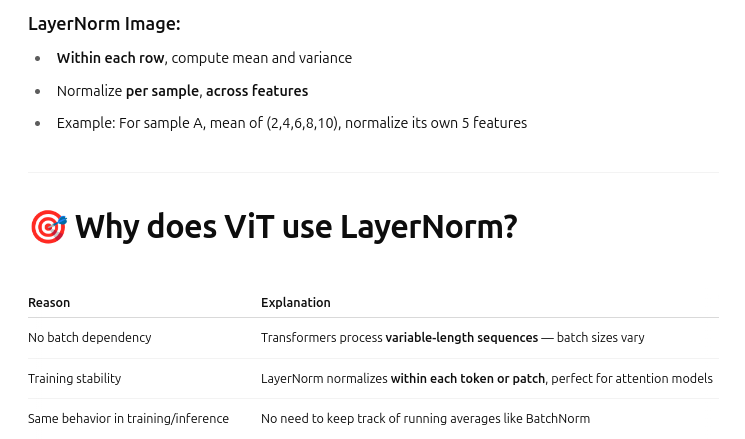 LayerNorm Image:
Within each row, compute mean and variance
Normalize per sample, across features
Example: For sample A, mean of (2,4,6,8,10), normalize its own 5 features
🎯 Why does ViT use LayerNorm?
Reason Explanation
No batch dependency Transformers process variable-length sequences — batch sizes vary
Training stability LayerNorm normalizes within each token or patch, perfect for attention models
Same behavior in training/inference No need to keep track of running averages like BatchNorm